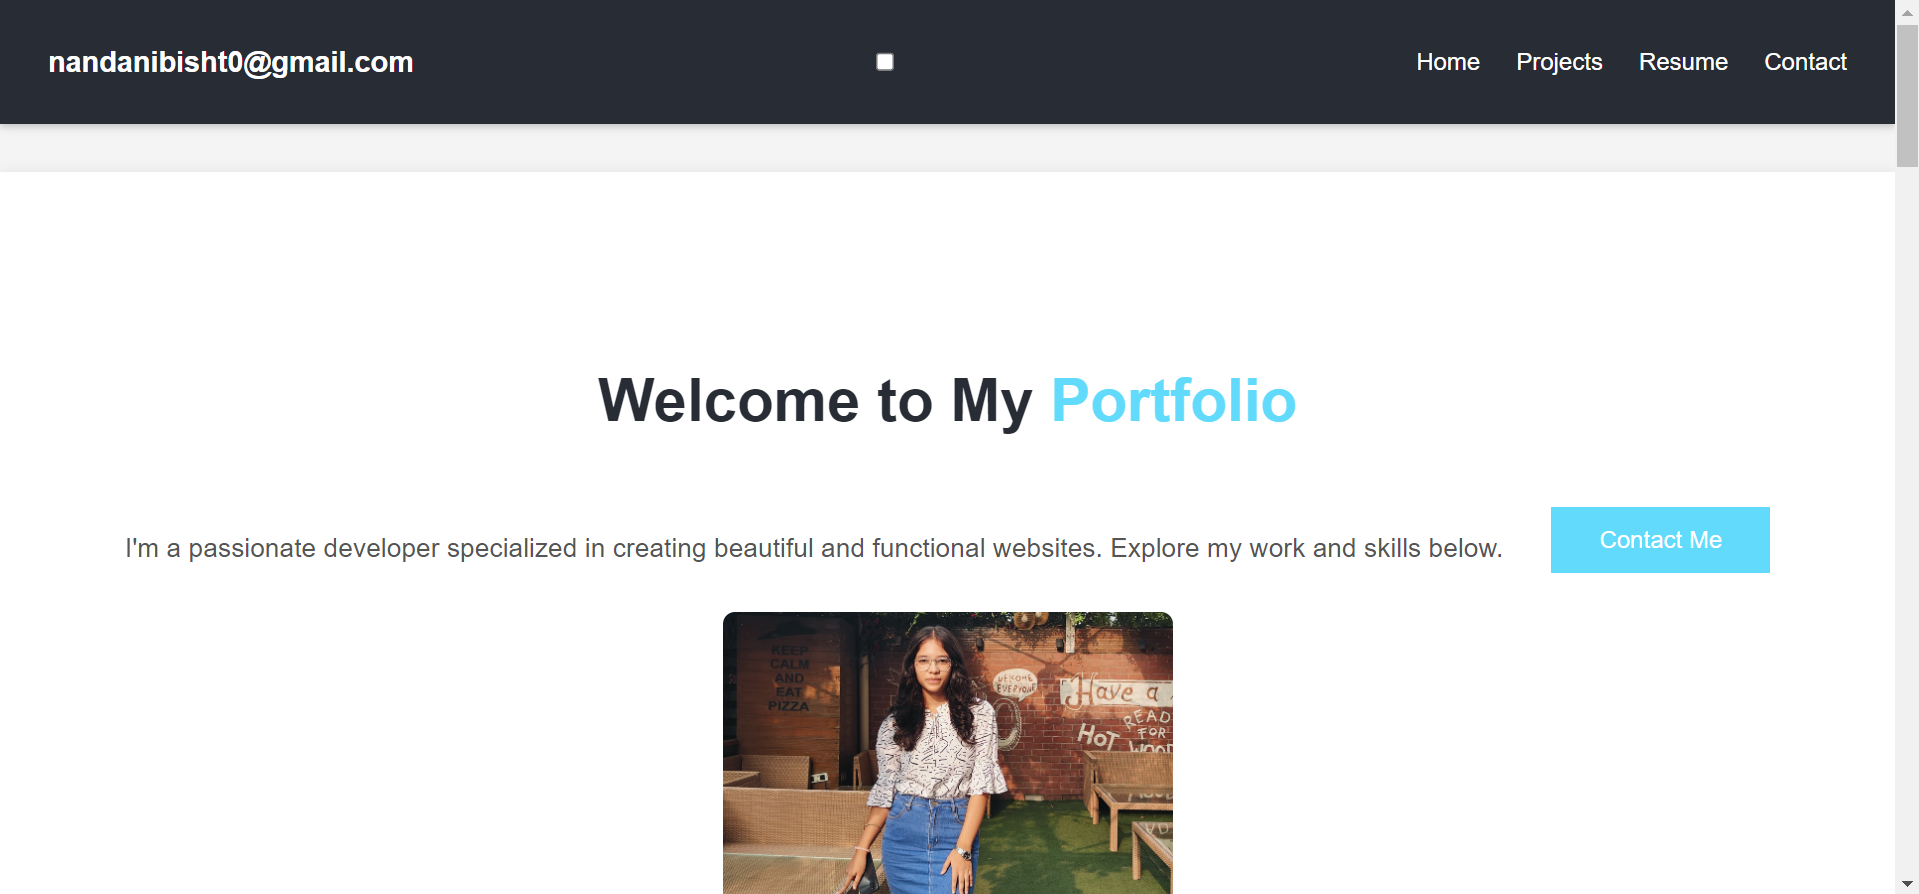 nandanibisht0@gmail.com
Home Projects Resume Contact
Welcome to My Portfolio
I'm a passionate developer specialized in creating beautiful and functional websites. Explore my work and skills below.
Contact Me
KEEP
CALM
AND
EAT
PIZZA
WELCOME
EVERYONE
Have a
READ
FOR
HOT WOOD